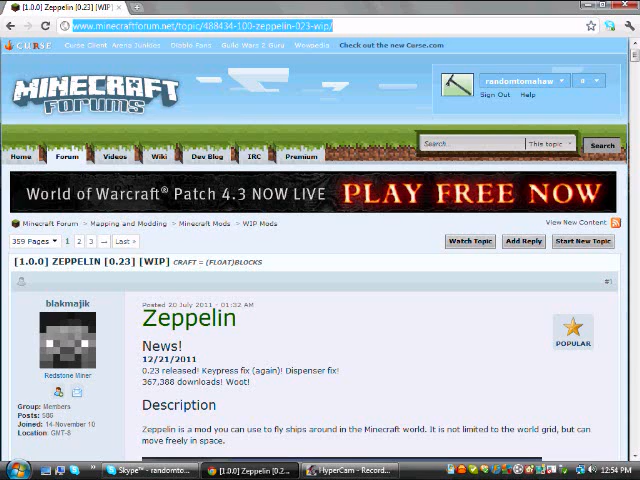 [1.0.0] Zeppelin [0.23] [WIP]
www.minecraftforum.net/topic/488434-100-zeppelin-023-wip/
CURSE Curse Client Arena Junkies Diablo Fans Guild Wars 2 Guru Wowpedia Check out the new Curse.com
MINECRAFT
FORUMS
randomtomahaw 0
Sign Out Help
Search... This topic Search
Home Forum Videos Wiki Dev Blog IRC Premium
World of Warcraft® Patch 4.3 NOW LIVE PLAY FREE NOW
Minecraft Forum > Mapping and Modding > Minecraft Mods > WIP Mods
View New Content
359 Pages 1 2 3 → Last »
Watch Topic Add Reply Start New Topic
[1.0.0] ZEPPELIN [0.23] [WIP] CRAFT = (FLOAT)BLOCKS
#1
blakmajik
Redstone Miner
Group: Members
Posts: 586
Joined: 14-November 10
Location: GMT-8
Posted 20 July 2011 - 01:32 AM
Zeppelin
POPULAR
News!
12/21/2011
0.23 released! Keypress fix (again)! Dispenser fix!
367,388 downloads! Woot!
Description
Zeppelin is a mod you can use to fly ships around in the Minecraft world. It is not limited to the world grid, but can
move freely in space.
Skype™ - randomto...
[1.0.0] Zeppelin [0.2...
HyperCam - Record...
12:54 PM